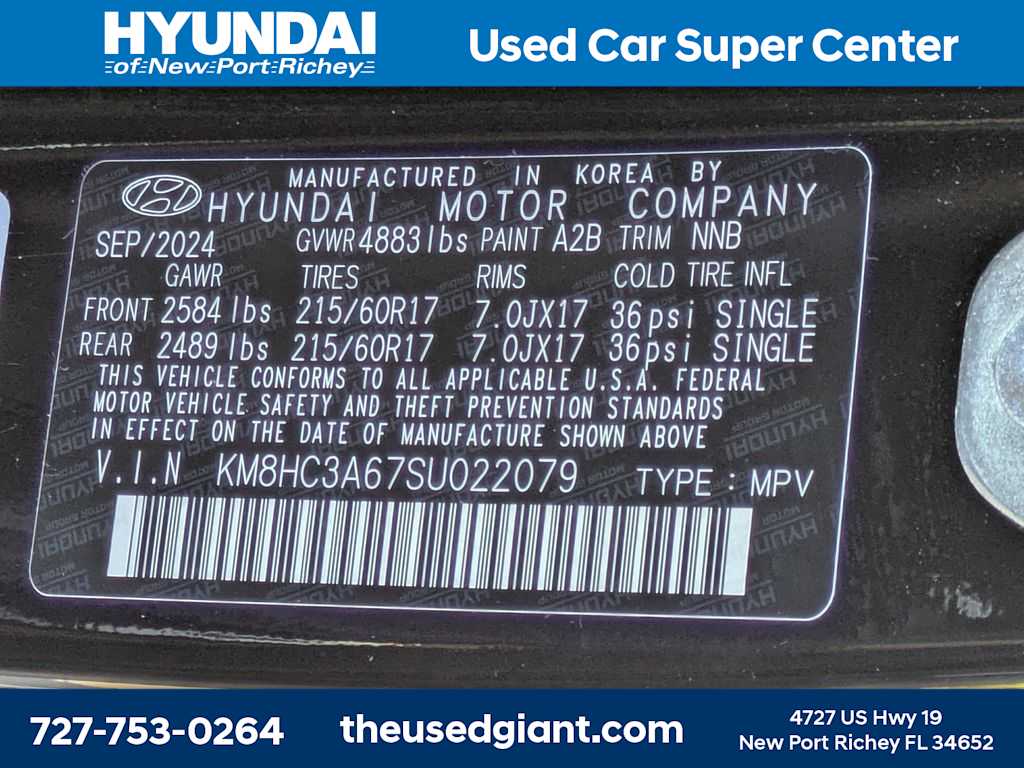 HYUNDAI
of New Port Richey
Used Car Super Center
MANUFACTURED IN KOREA BY
HYUNDAI MOTOR COMPANY
SEP/2024 GVWR 4883 lbs PAINT A2B TRIM NNB
GAWR TIRES RIMS COLD TIRE INFL
FRONT 2584 lbs 215/60R17 7.0JX17 36 psi SINGLE
REAR 2489 lbs 215/60R17 7.0JX17 36 psi SINGLE
THIS VEHICLE CONFORMS TO ALL APPLICABLE U.S.A. FEDERAL
MOTOR VEHICLE SAFETY AND THEFT PREVENTION STANDARDS
IN EFFECT ON THE DATE OF MANUFACTURE SHOWN ABOVE
V.I.N KM8HC3A67SU022079 TYPE : MPV
727-753-0264
theusedgiant.com
4727 US Hwy 19
New Port Richey FL 34652